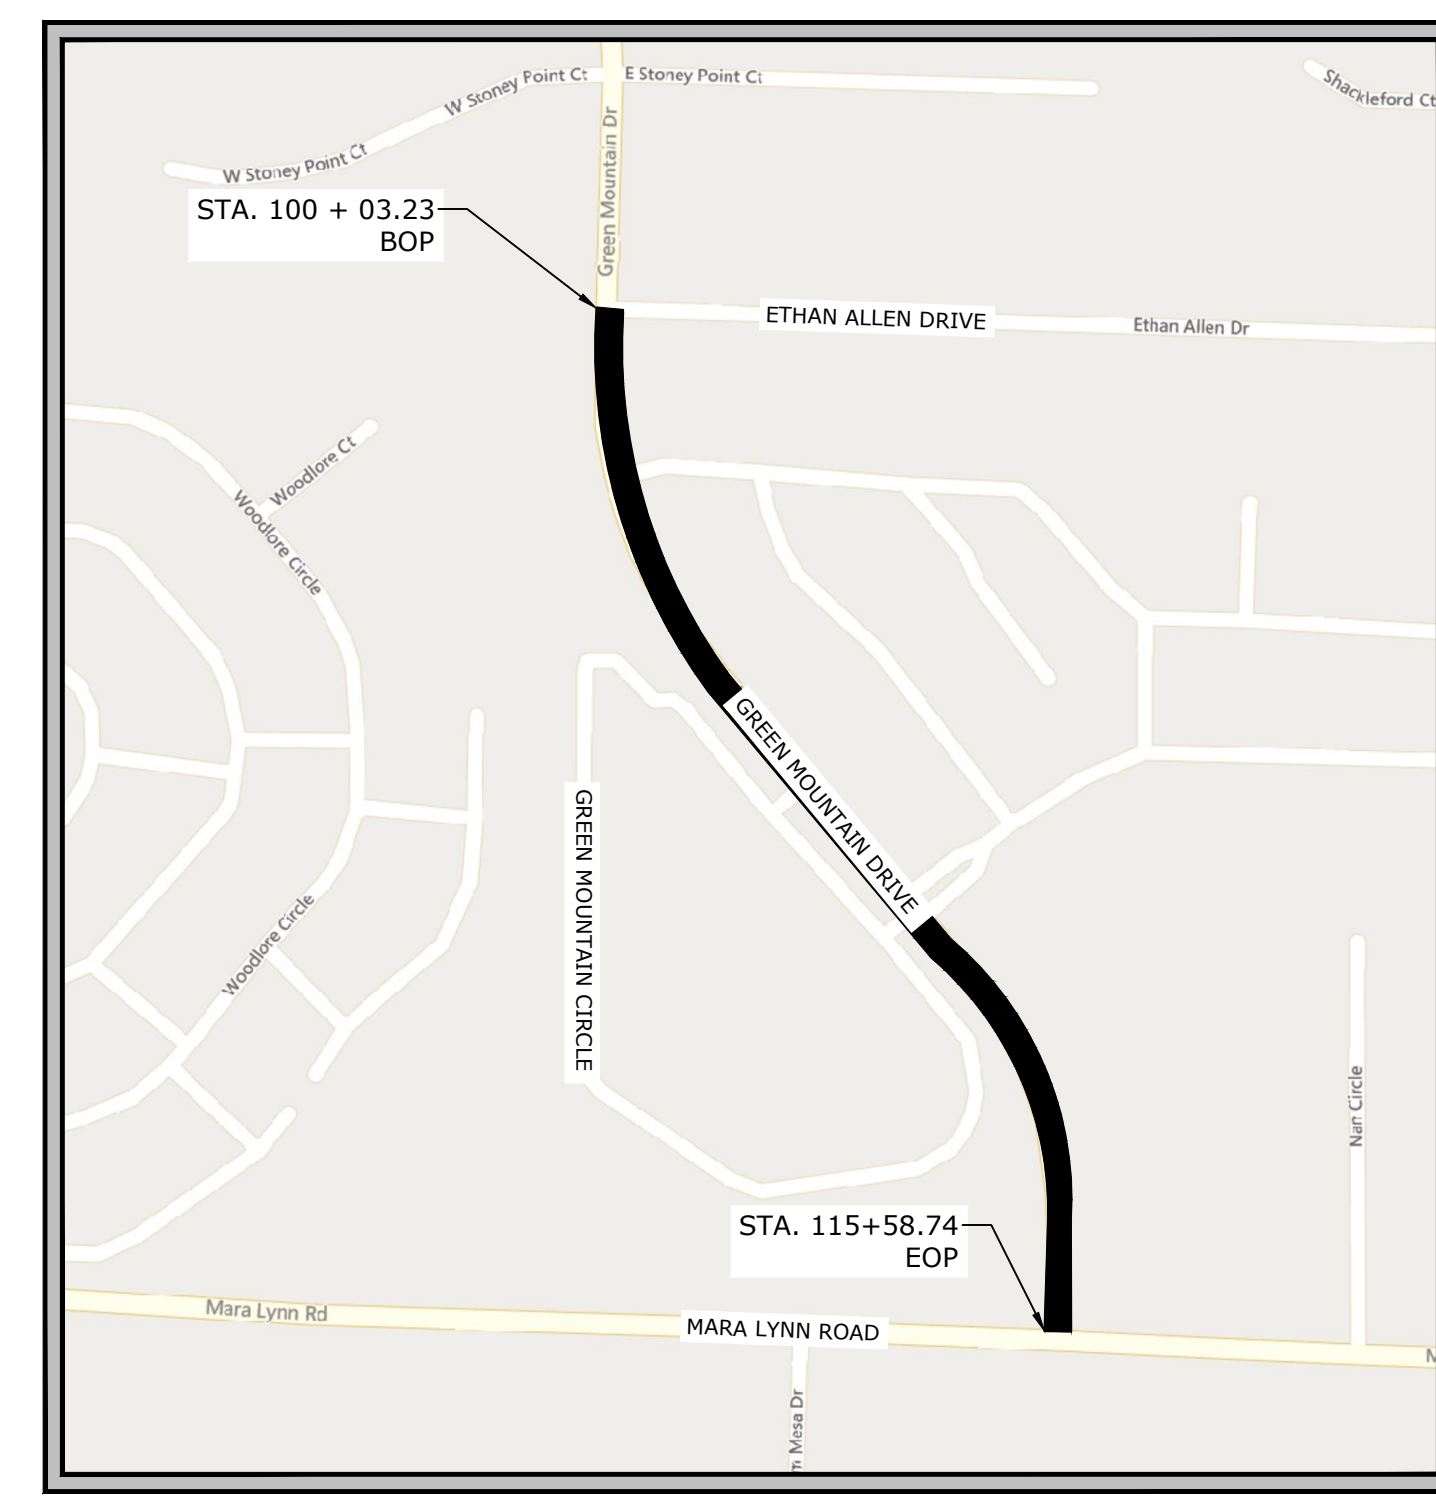 W Stoney Point Ct
E Stoney Point Ct
Shackleford Ct
W Stoney Point Ct
Green Mountain Dr
STA. 100 + 03.23
BOP
ETHAN ALLEN DRIVE
Ethan Allen Dr
Woodlore Ct
Woodlore Circle
GREEN MOUNTAIN DRIVE
GREEN MOUNTAIN CIRCLE
Woodlore Circle
Nan Circle
STA. 115+58.74
EOP
Mara Lynn Rd
MARA LYNN ROAD
M
Mesa Dr